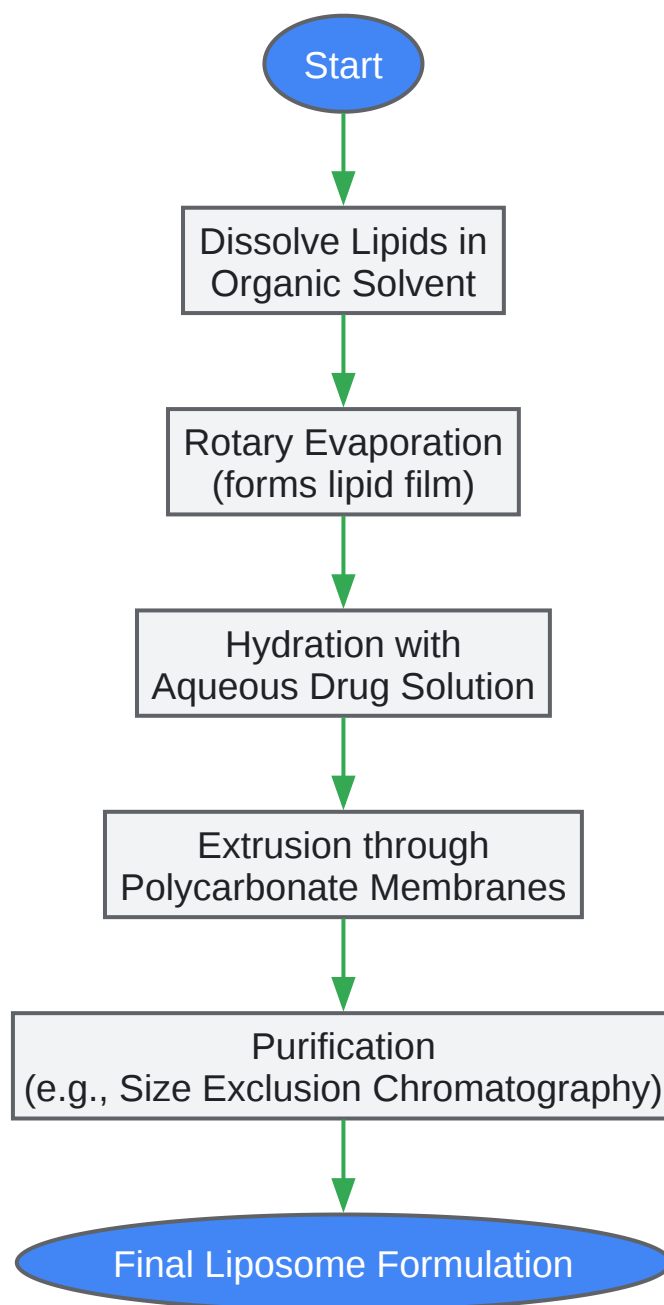 Start
Dissolve Lipids in
Organic Solvent
Rotary Evaporation
(forms lipid film)
Hydration with
Aqueous Drug Solution
Extrusion through
Polycarbonate Membranes
Purification
(e.g., Size Exclusion Chromatography)
Final Liposome Formulation